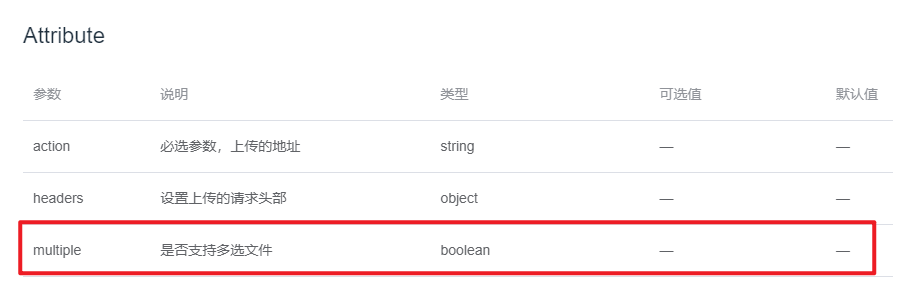 Attribute
参数 说明 类型 可选值 默认值
action 必选参数，上传的地址 string — —
headers 设置上传的请求头部 object — —
multiple 是否支持多选文件 boolean — —